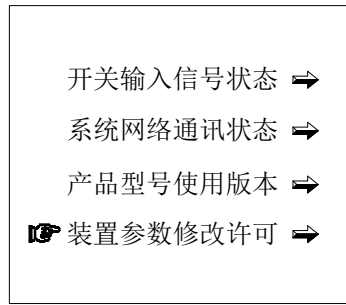 开关输入信号状态
系统网络通讯状态
产品型号使用版本
装置参数修改许可